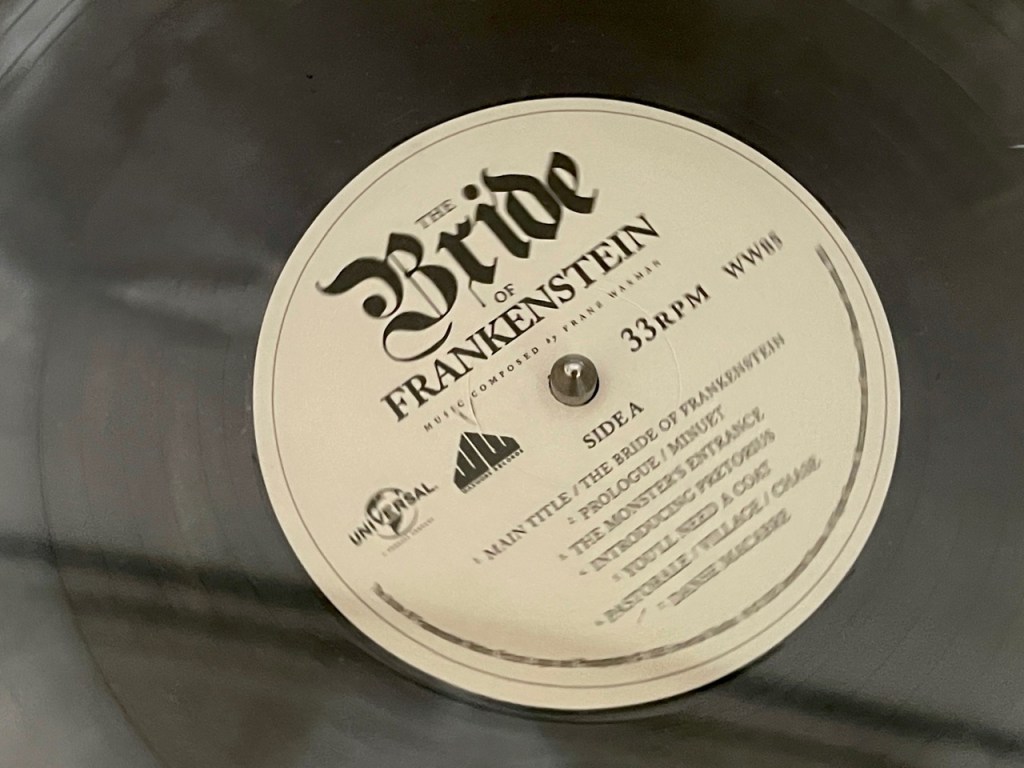 THE
Bride
OF
FRANKENSTEIN
MUSIC COMPOSED by FRANZ WAXMAN
33RPM
WW05
UNIVERSAL
SIDE A
1. MAIN TITLE / THE BRIDE OF FRANKENSTEIN
2. PROLOGUE / MINUET
3. THE MONSTER'S ENTRANCE
4. INTRODUCING PRETORIUS
5. YOU'LL NEED A COAT
6. PASTORALE / VILLAGE / CHASE
7. DANSE MACABRE